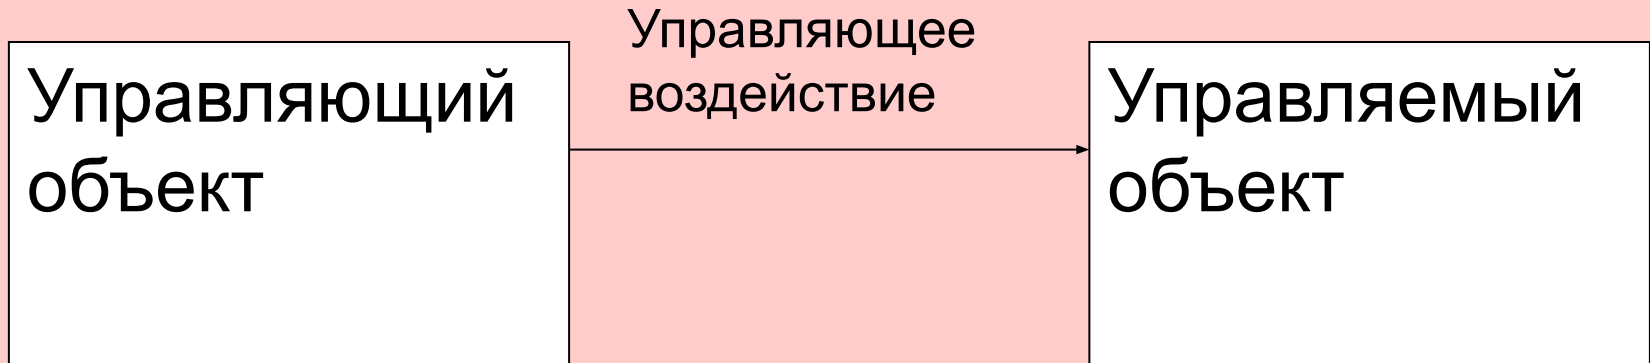 Управляющий
объект
Управляющее
воздействие
Управляемый
объект